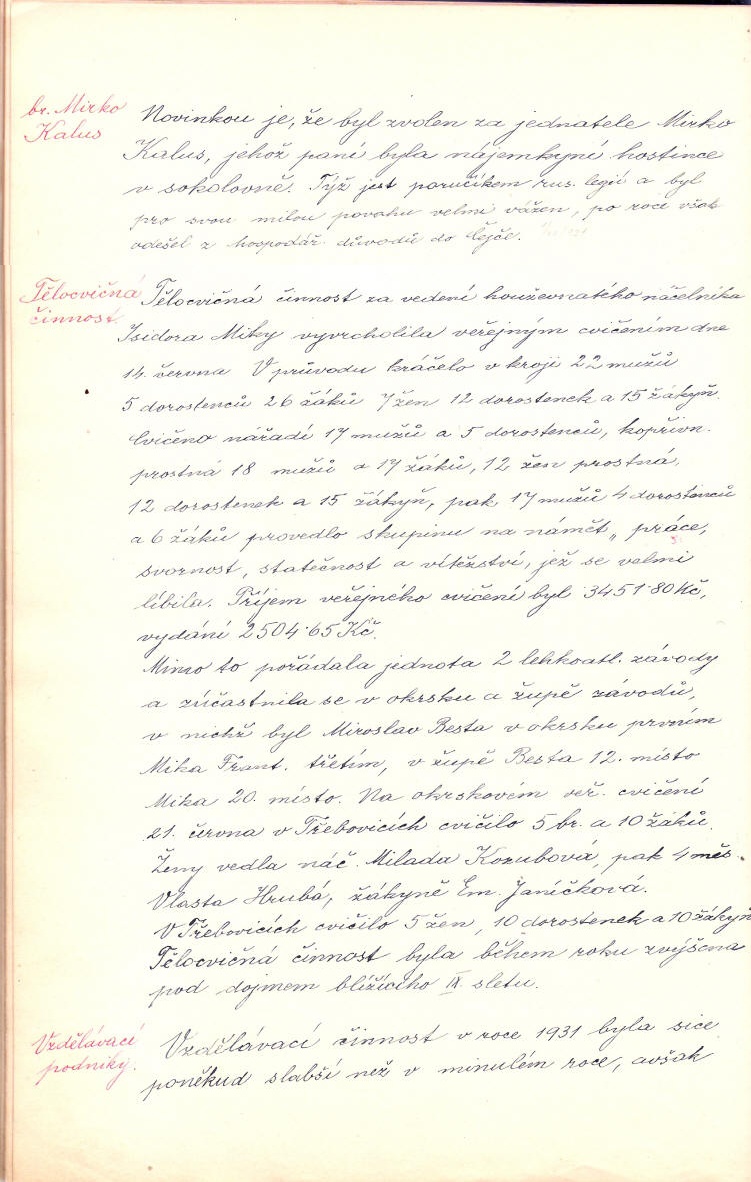 br. Mirko
Kalus
Novinkou je, že byl zvolen za jednatele Mirko
Kalus, jehož paní byla nájemkyní hostince
v sokolovně. Týž jest poručíkem rus. legií a byl
pro svou milou povahu velmi vážen, po roce však
odešel z hospodář. důvodů do Čejče.
Tělocvičná
činnost.
Tělocvičná činnost za vedení houževnatého náčelníka
Isidora Miky vyvrcholila veřejným cvičením dne
14. června V průvodu kráčelo v kroji 22 mužů
5 dorostenců 26 žáků 7 žen 12 dorostenek a 15 žákyň.
Cvičeno nářadí 17 mužů a 5 dorostenců, kopřivn.
prostná 18 mužů a 17 žáků, 12 žen prostná,
12 dorostenek a 15 žákyň, pak 17 mužů 4 dorostenců
a 6 žáků provedlo skupinu na námět „práce,
svornost, statečnost a vítězství, jež se velmi
líbila. Příjem veřejného cvičení byl 3451·80 Kč,
vydání 2504·65 Kč.
Mimo to pořádala jednota 2 lehkoatl. závody
a zúčastnila se v okrsku a župě závodů,
v nichž byl Miroslav Besta v okrsku prvním
Mika Frant. třetím, v župě Besta 12. místo
Mika 20. místo. Na okrskovém veř. cvičení
21. června v Třebovicích cvičilo 5 br. a 10 žáků.
Ženy vedla náč. Milada Kozubová, pak 4 měs.
Vlasta Hrubá, žákyně Em. Janíčková.
V Třebovicích cvičilo 5 žen, 10 dorostenek a 10 žákyň
Tělocvičná činnost byla během roku zvýšena
pod dojmem blížícího IX. sletu.
Vzdělávací
podniky.
Vzdělávací činnost v roce 1931 byla sice
poněkud slabší než v minulém roce, avšak